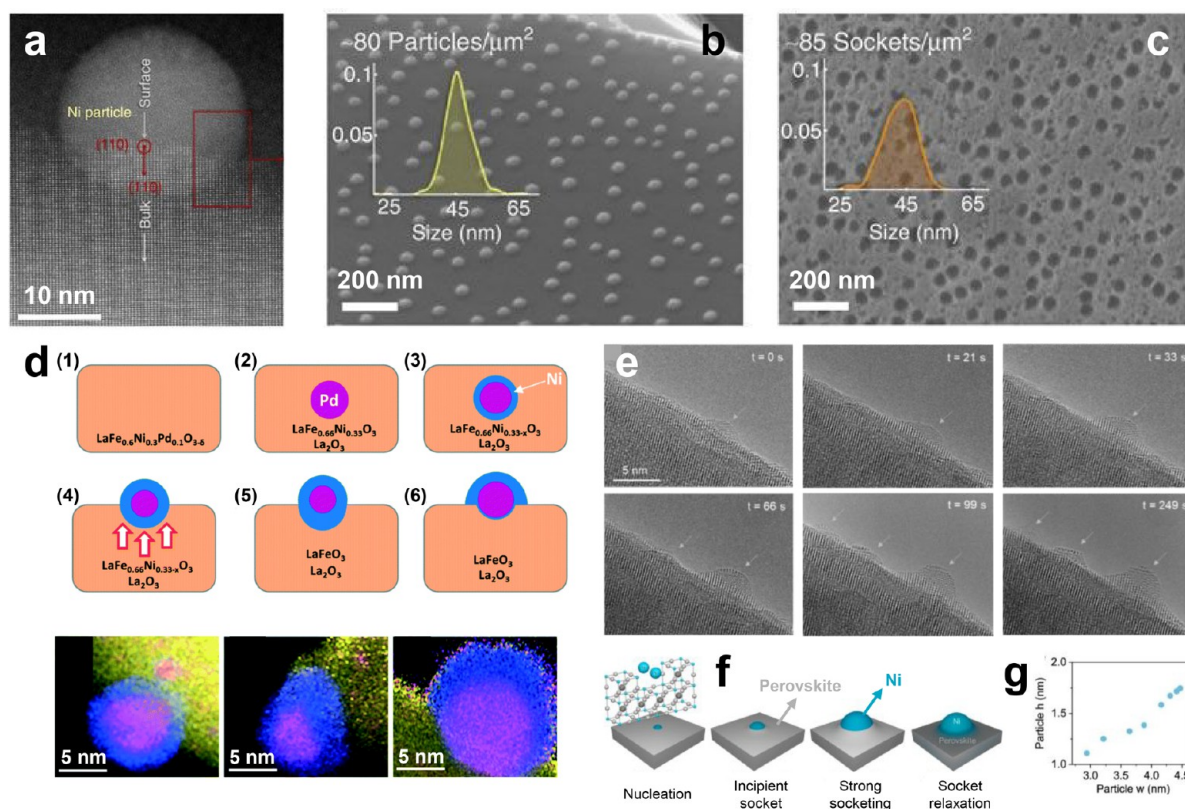 a
Ni particle
Surface
(110)
(110)
Bulk
10 nm
b
~80 Particles/μm²
0.1
0.05
25 45 65
Size (nm)
200 nm
c
~85 Sockets/μm²
0.1
0.05
25 45 65
Size (nm)
200 nm
d
(1)
LaFe0.6Ni0.3Pd0.1O3-δ
(2)
Pd
LaFe0.66Ni0.33O3
La2O3
(3)
Ni
LaFe0.66Ni0.33-xO3
La2O3
(4)
LaFe0.66Ni0.33-xO3
La2O3
(5)
LaFeO3
La2O3
(6)
LaFeO3
La2O3
5 nm
5 nm
5 nm
e
t = 0 s
5 nm
t = 21 s
t = 33 s
t = 66 s
t = 99 s
t = 249 s
f
Perovskite
Ni
Ni
Perovskite
Nucleation
Incipient
socket
Strong
socketing
Socket
relaxation
g
Particle h (nm)
2.0
1.5
1.0
3.0 3.5 4.0 4.5
Particle w (nm)